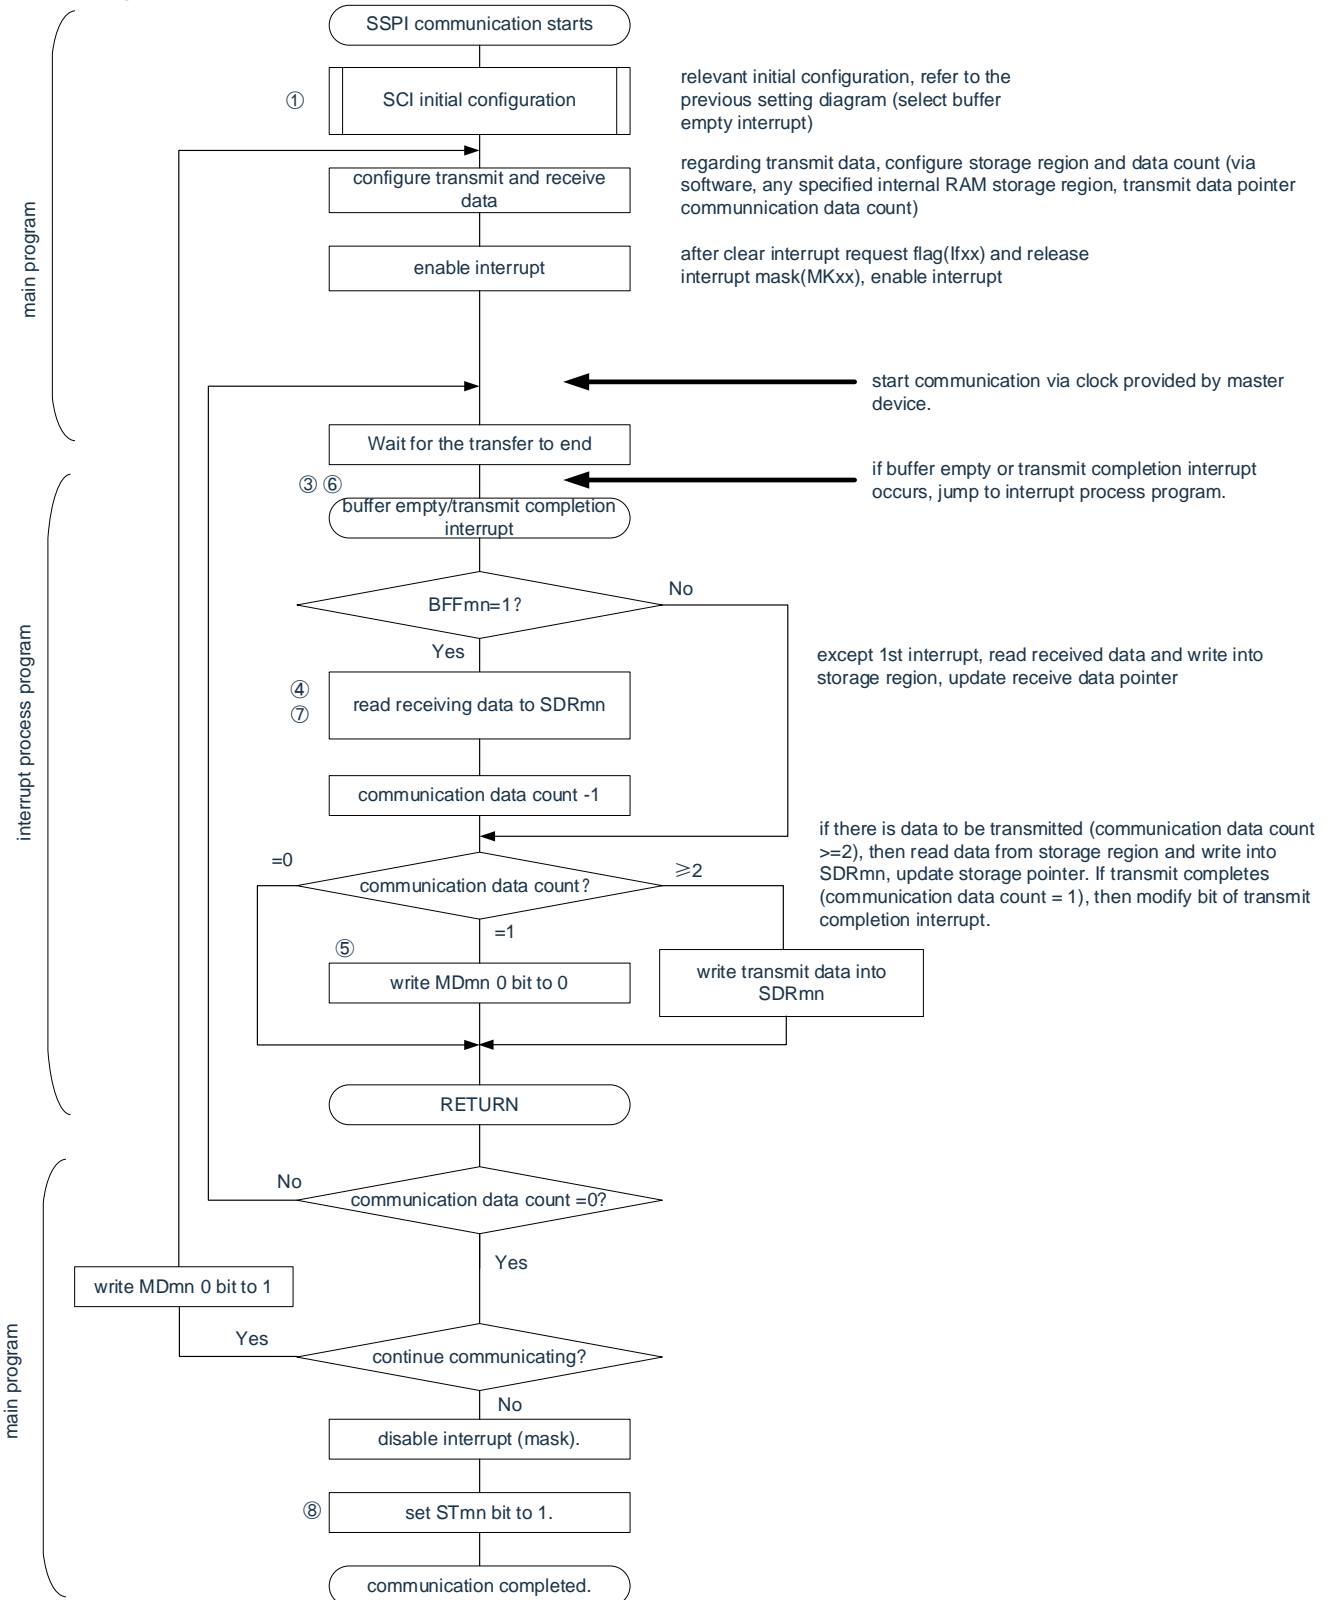 SSPI communication starts
①
SCI initial configuration
relevant initial configuration, refer to the
previous setting diagram (select buffer
empty interrupt)
main program
configure transmit and receive
data
regarding transmit data, configure storage region and data count (via
software, any specified internal RAM storage region, transmit data pointer
communnication data count)
enable interrupt
after clear interrupt request flag(Ifxx) and release
interrupt mask(MKxx), enable interrupt
start communication via clock provided by master
device.
Wait for the transfer to end
if buffer empty or transmit completion interrupt
occurs, jump to interrupt process program.
③ ⑥
buffer empty/transmit completion
interrupt
interrupt process program
BFFmn=1?
No
Yes
except 1st interrupt, read received data and write into
storage region, update receive data pointer
④
⑦
read receiving data to SDRmn
communication data count -1
if there is data to be transmitted (communication data count
>=2), then read data from storage region and write into
SDRmn, update storage pointer. If transmit completes
(communication data count = 1), then modify bit of transmit
completion interrupt.
=0
communication data count?
≥2
=1
⑤
write MDmn 0 bit to 0
write transmit data into
SDRmn
RETURN
main program
No
communication data count =0?
Yes
write MDmn 0 bit to 1
Yes
continue communicating?
No
disable interrupt (mask).
⑧
set STmn bit to 1.
communication completed.